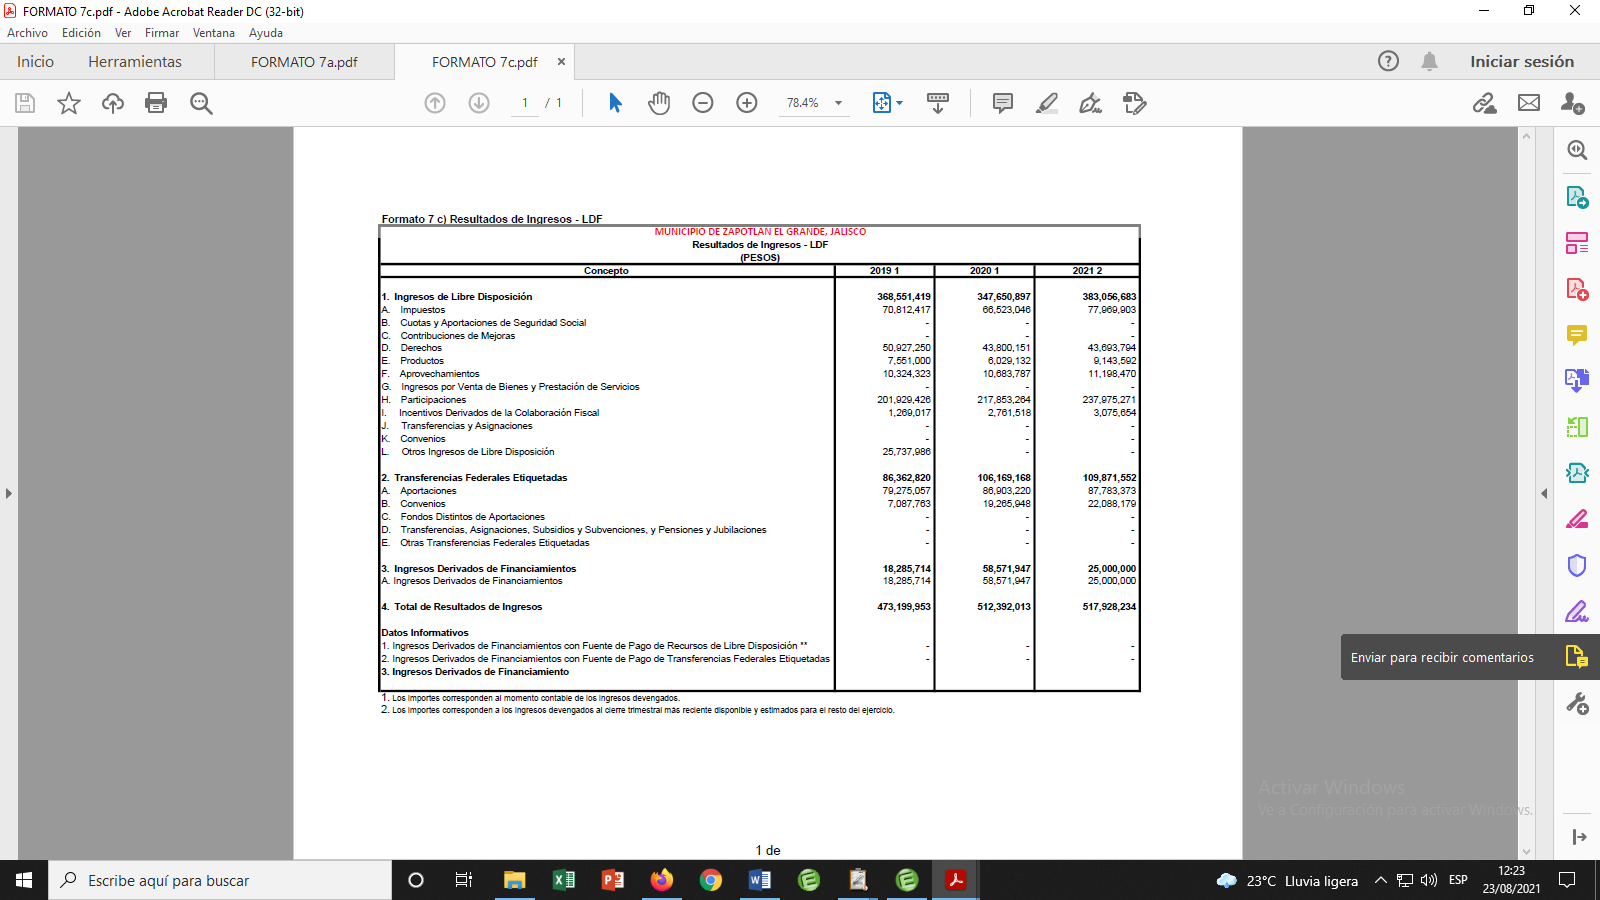 FORMATO 7c.pdf - Adobe Acrobat Reader DC (32-bit)
Archivo Edición Ver Firmar Ventana Ayuda
Inicio Herramientas FORMATO 7a.pdf FORMATO 7c.pdf × Iniciar sesión
1 / 1 78.4%
Formato 7 c) Resultados de Ingresos - LDF
MUNICIPIO DE ZAPOTLAN EL GRANDE, JALISCO
Resultados de Ingresos - LDF
(PESOS)
Concepto 2019 1 2020 1 2021 2
1. Ingresos de Libre Disposición 368,551,419 347,650,897 383,056,683
A. Impuestos 70,812,417 66,523,046 77,969,903
B. Cuotas y Aportaciones de Seguridad Social - - -
C. Contribuciones de Mejoras - - -
D. Derechos 50,927,250 43,800,151 43,693,794
E. Productos 7,551,000 6,029,132 9,143,592
F. Aprovechamientos 10,324,323 10,683,787 11,198,470
G. Ingresos por Venta de Bienes y Prestación de Servicios - - -
H. Participaciones 201,929,426 217,853,264 237,975,271
I. Incentivos Derivados de la Colaboración Fiscal 1,269,017 2,761,518 3,075,654
J. Transferencias y Asignaciones - - -
K. Convenios - - -
L. Otros Ingresos de Libre Disposición 25,737,986 - -
2. Transferencias Federales Etiquetadas 86,362,820 106,169,168 109,871,552
A. Aportaciones 79,275,057 86,903,220 87,783,373
B. Convenios 7,087,763 19,265,948 22,088,179
C. Fondos Distintos de Aportaciones - - -
D. Transferencias, Asignaciones, Subsidios y Subvenciones, y Pensiones y Jubilaciones - - -
E. Otras Transferencias Federales Etiquetadas - - -
3. Ingresos Derivados de Financiamientos 18,285,714 58,571,947 25,000,000
A. Ingresos Derivados de Financiamientos 18,285,714 58,571,947 25,000,000
4. Total de Resultados de Ingresos 473,199,953 512,392,013 517,928,234
Datos Informativos
1. Ingresos Derivados de Financiamientos con Fuente de Pago de Recursos de Libre Disposición ** - - -
2. Ingresos Derivados de Financiamientos con Fuente de Pago de Transferencias Federales Etiquetadas - - -
3. Ingresos Derivados de Financiamiento
1. Los importes corresponden al momento contable de los ingresos devengados.
2. Los importes corresponden a los ingresos devengados al cierre trimestral más reciente disponible y estimados para el resto del ejercicio.
Enviar para recibir comentarios
Activar Windows
Ve a Configuración para activar Windows.
1 de
Escribe aquí para buscar
23°C Lluvia ligera ESP
12:23
23/08/2021